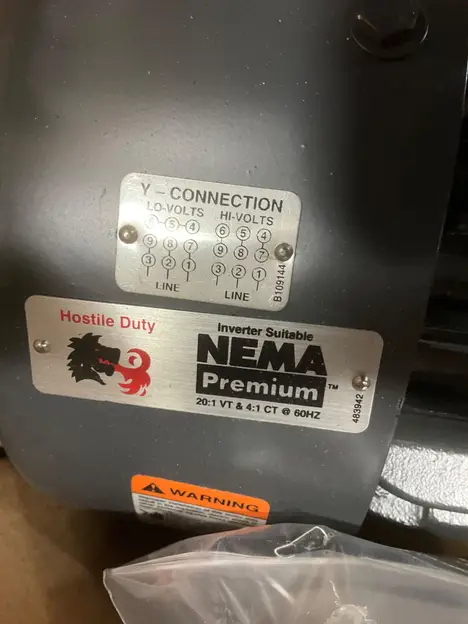 Y - CONNECTION
LO-VOLTS HI-VOLTS
6 5 4 6 5 4
9 8 7 9 8 7
3 2 1 3 2 1
LINE LINE
B109144
Hostile Duty
Inverter Suitable
NEMA
Premium™
20:1 VT & 4:1 CT @ 60HZ
483942
WARNING